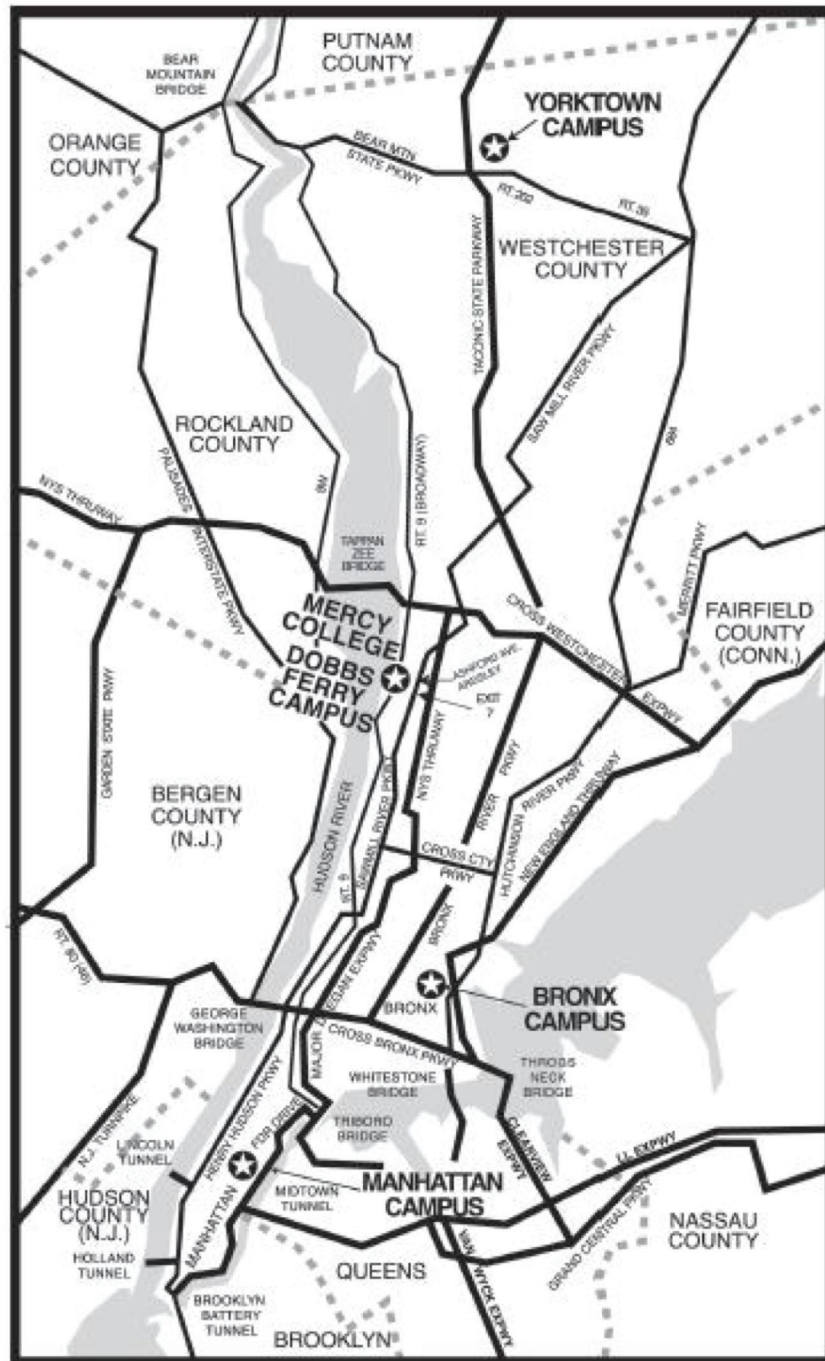 PUTNAM
COUNTY
BEAR
MOUNTAIN
BRIDGE
YORKTOWN
CAMPUS
ORANGE
COUNTY
BEAR MTN
STATE PKWY
RT. 202
RT. 35
WESTCHESTER
COUNTY
TACONIC STATE PARKWAY
SAW MILL RIVER PKWY
684
ROCKLAND
COUNTY
PALISADES INTERSTATE PKWY
9W
RT. 9 (BROADWAY)
NYS THRUWAY
TAPPAN
ZEE
BRIDGE
MERRITT PKWY
MERCY
COLLEGE
DOBBS
FERRY
CAMPUS
CROSS WESTCHESTER EXPWY
FAIRFIELD
COUNTY
(CONN.)
ASHFORD AVE.
ARDSLEY
EXIT
7
GARDEN STATE PKWY
NYS THRUWAY
BERGEN
COUNTY
(N.J.)
HUDSON RIVER
RT. 9
SAWMILL RIVER PKWY
BRONX RIVER PKWY
HUTCHINSON RIVER PKWY
NEW ENGLAND THRUWAY
CROSS CTY
PKWY
RT. 80 (46)
MAJOR DEEGAN EXPWY
BRONX
BRONX
CAMPUS
GEORGE
WASHINGTON
BRIDGE
CROSS BRONX PKWY
WHITESTONE
BRIDGE
THROGS
NECK
BRIDGE
HENRY HUDSON PKWY
FDR DRIVE
TRIBORO
BRIDGE
N.J. TURNPIKE
LINCOLN
TUNNEL
CLEARVIEW
EXPWY
LI EXPWY
MANHATTAN
MIDTOWN
TUNNEL
MANHATTAN
CAMPUS
HUDSON
COUNTY
(N.J.)
GRAND CENTRAL PKWY
NASSAU
COUNTY
HOLLAND
TUNNEL
QUEENS
VAN WYCK EXPWY
BROOKLYN
BATTERY
TUNNEL
BROOKLYN